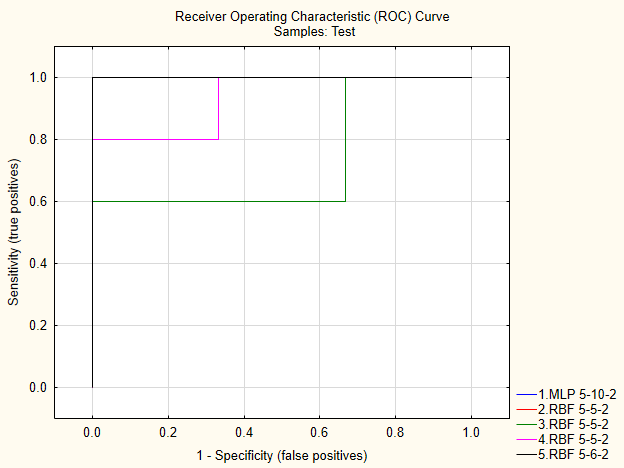 Receiver Operating Characteristic (ROC) Curve
Samples: Test
Sensitivity (true positives)
1.0
0.8
0.6
0.4
0.2
0.0
0.0 0.2 0.4 0.6 0.8 1.0
1 - Specificity (false positives)
1.MLP 5-10-2
2.RBF 5-5-2
3.RBF 5-5-2
4.RBF 5-5-2
5.RBF 5-6-2